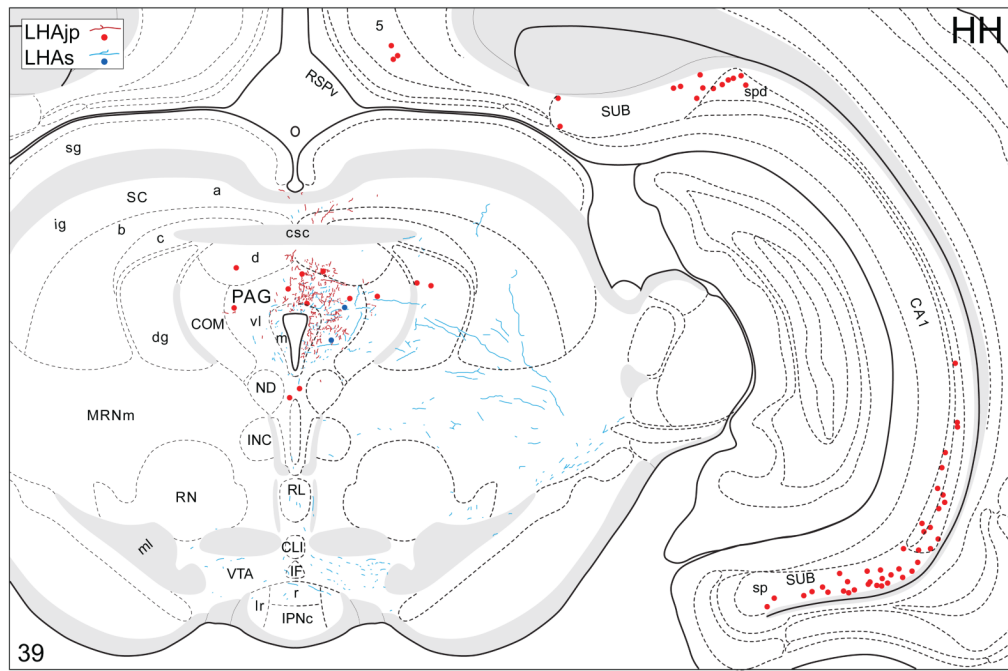 LHAjp
LHAs
5
HH
RSPv
spd
SUB
O
sg
SC
a
ig
b
c
csc
d
PAG
CA1
COM
vl
m
dg
ND
MRNm
INC
RL
RN
ml
CLI
VTA
IF
r
SUB
sp
Ir
IPNc
39